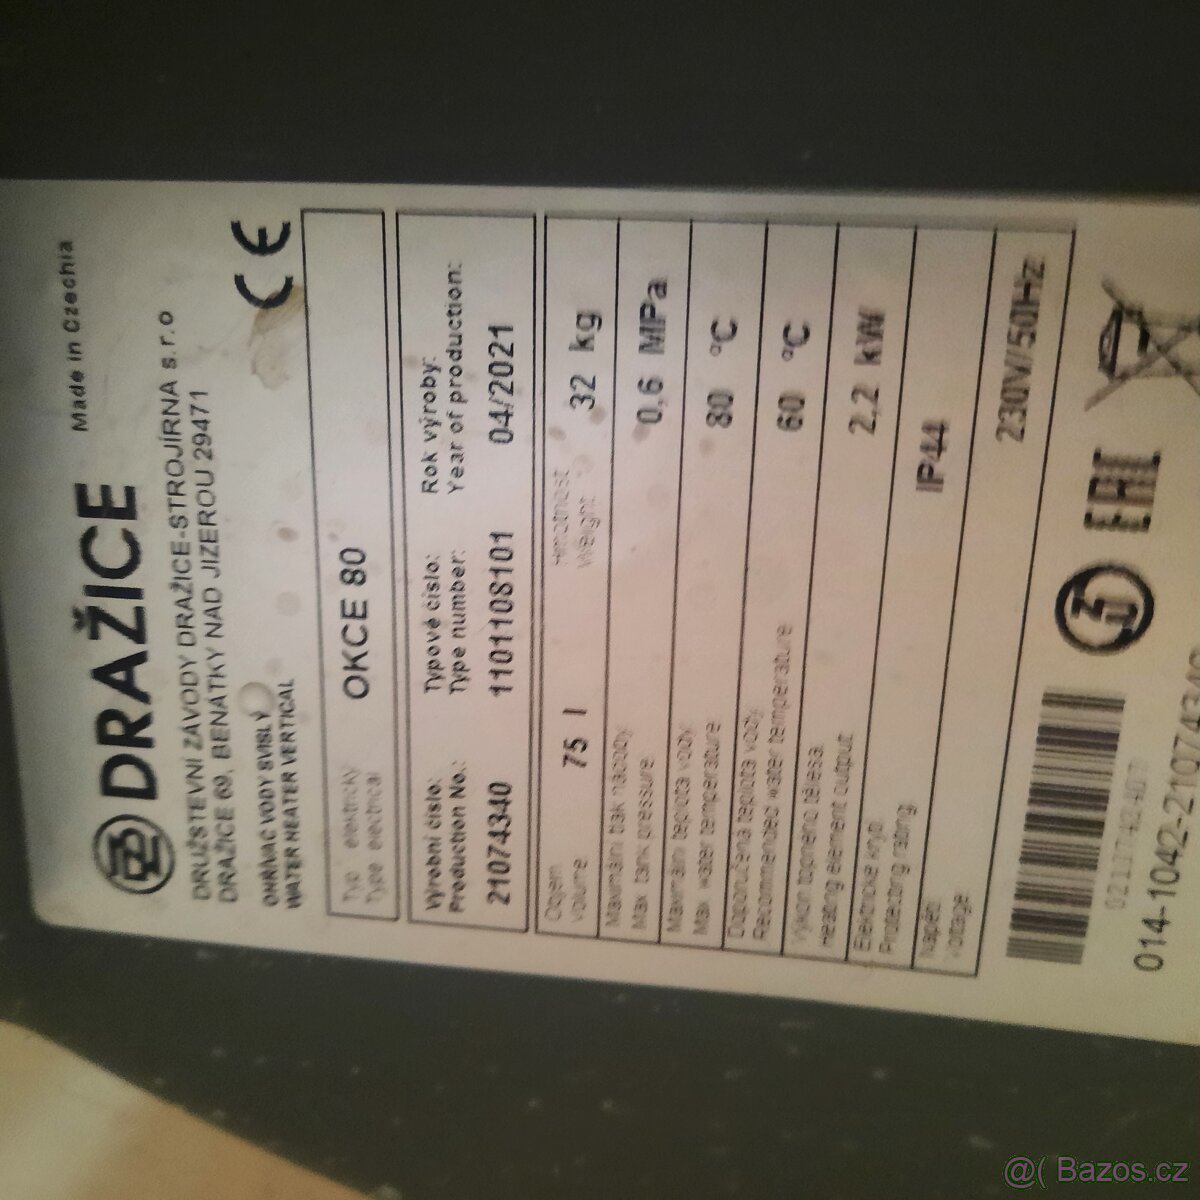 Made in Czechia
DRAŽICE
DRUŽSTEVNÍ ZÁVODY DRAŽICE-STROJÍRNA s.r.o
DRAŽICE 69, BENÁTKY NAD JIZEROU 29471
OHŘÍVAČ VODY SVISLÝ
WATER HEATER VERTICAL
CE
Typ elektrický OKCE 80
Type electrical
Výrobní číslo: Typové číslo: Rok výroby:
Production No.: Type number: Year of production:
21074340 1101108101 04/2021
Objem 75 l Hmotnost 32 kg
Volume Weight
Maximální tlak nádoby 0,6 MPa
Max tank pressure
Maximální teplota vody 80 °C
Max water temperature
Doporučená teplota vody 60 °C
Recommended water temperature
Výkon topného tělesa 2,2 kW
Heating element output
Elektrické kryp. IP44
Protecting rating
Napětí 230V/50Hz
Voltage
EAC
014-1042-2107434
@( Bazos.cz